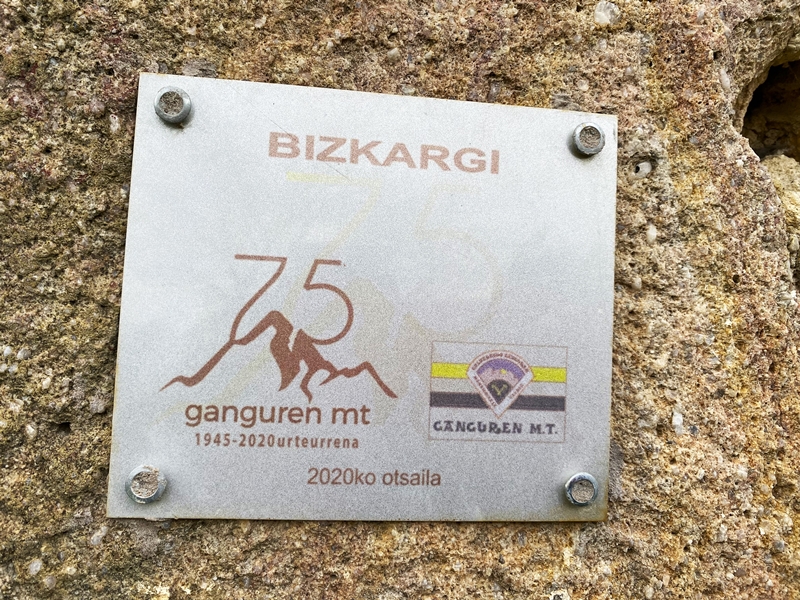 BIZKARGI
75
ganguren mt
1945-2020urteurrena
GANGUREN M.T.
2020ko otsaila